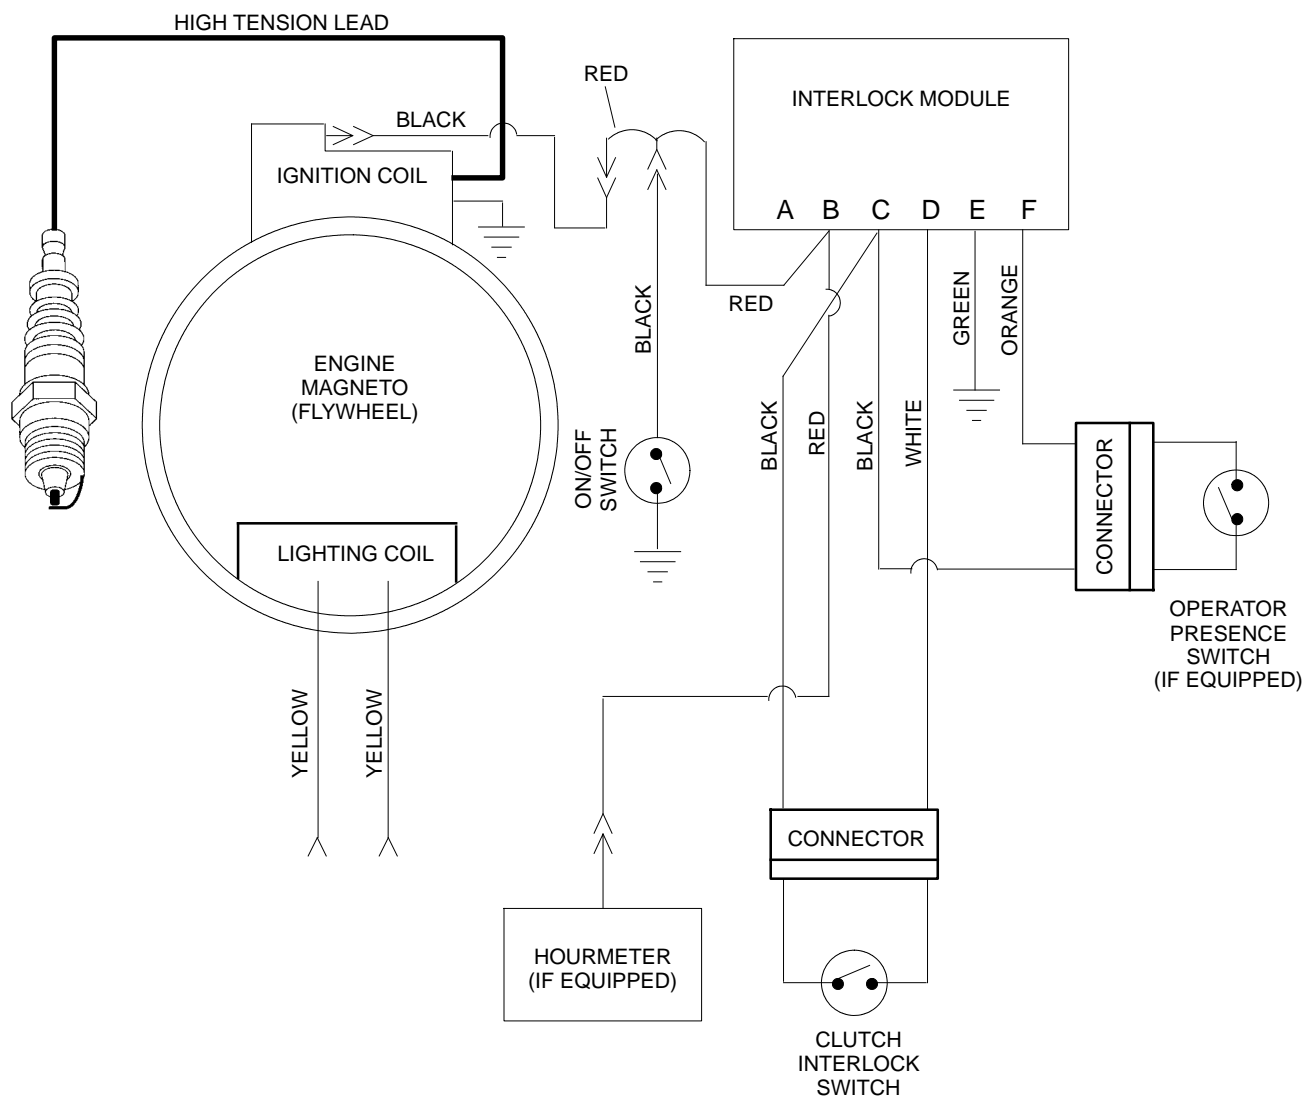 HIGH TENSION LEAD
RED
INTERLOCK MODULE
BLACK
IGNITION COIL
A B C D E F
RED
BLACK
GREEN
ORANGE
ENGINE
MAGNETO
(FLYWHEEL)
BLACK
RED
BLACK
WHITE
ON/OFF
SWITCH
CONNECTOR
LIGHTING COIL
OPERATOR
PRESENCE
SWITCH
(IF EQUIPPED)
YELLOW
YELLOW
CONNECTOR
HOURMETER
(IF EQUIPPED)
CLUTCH
INTERLOCK
SWITCH